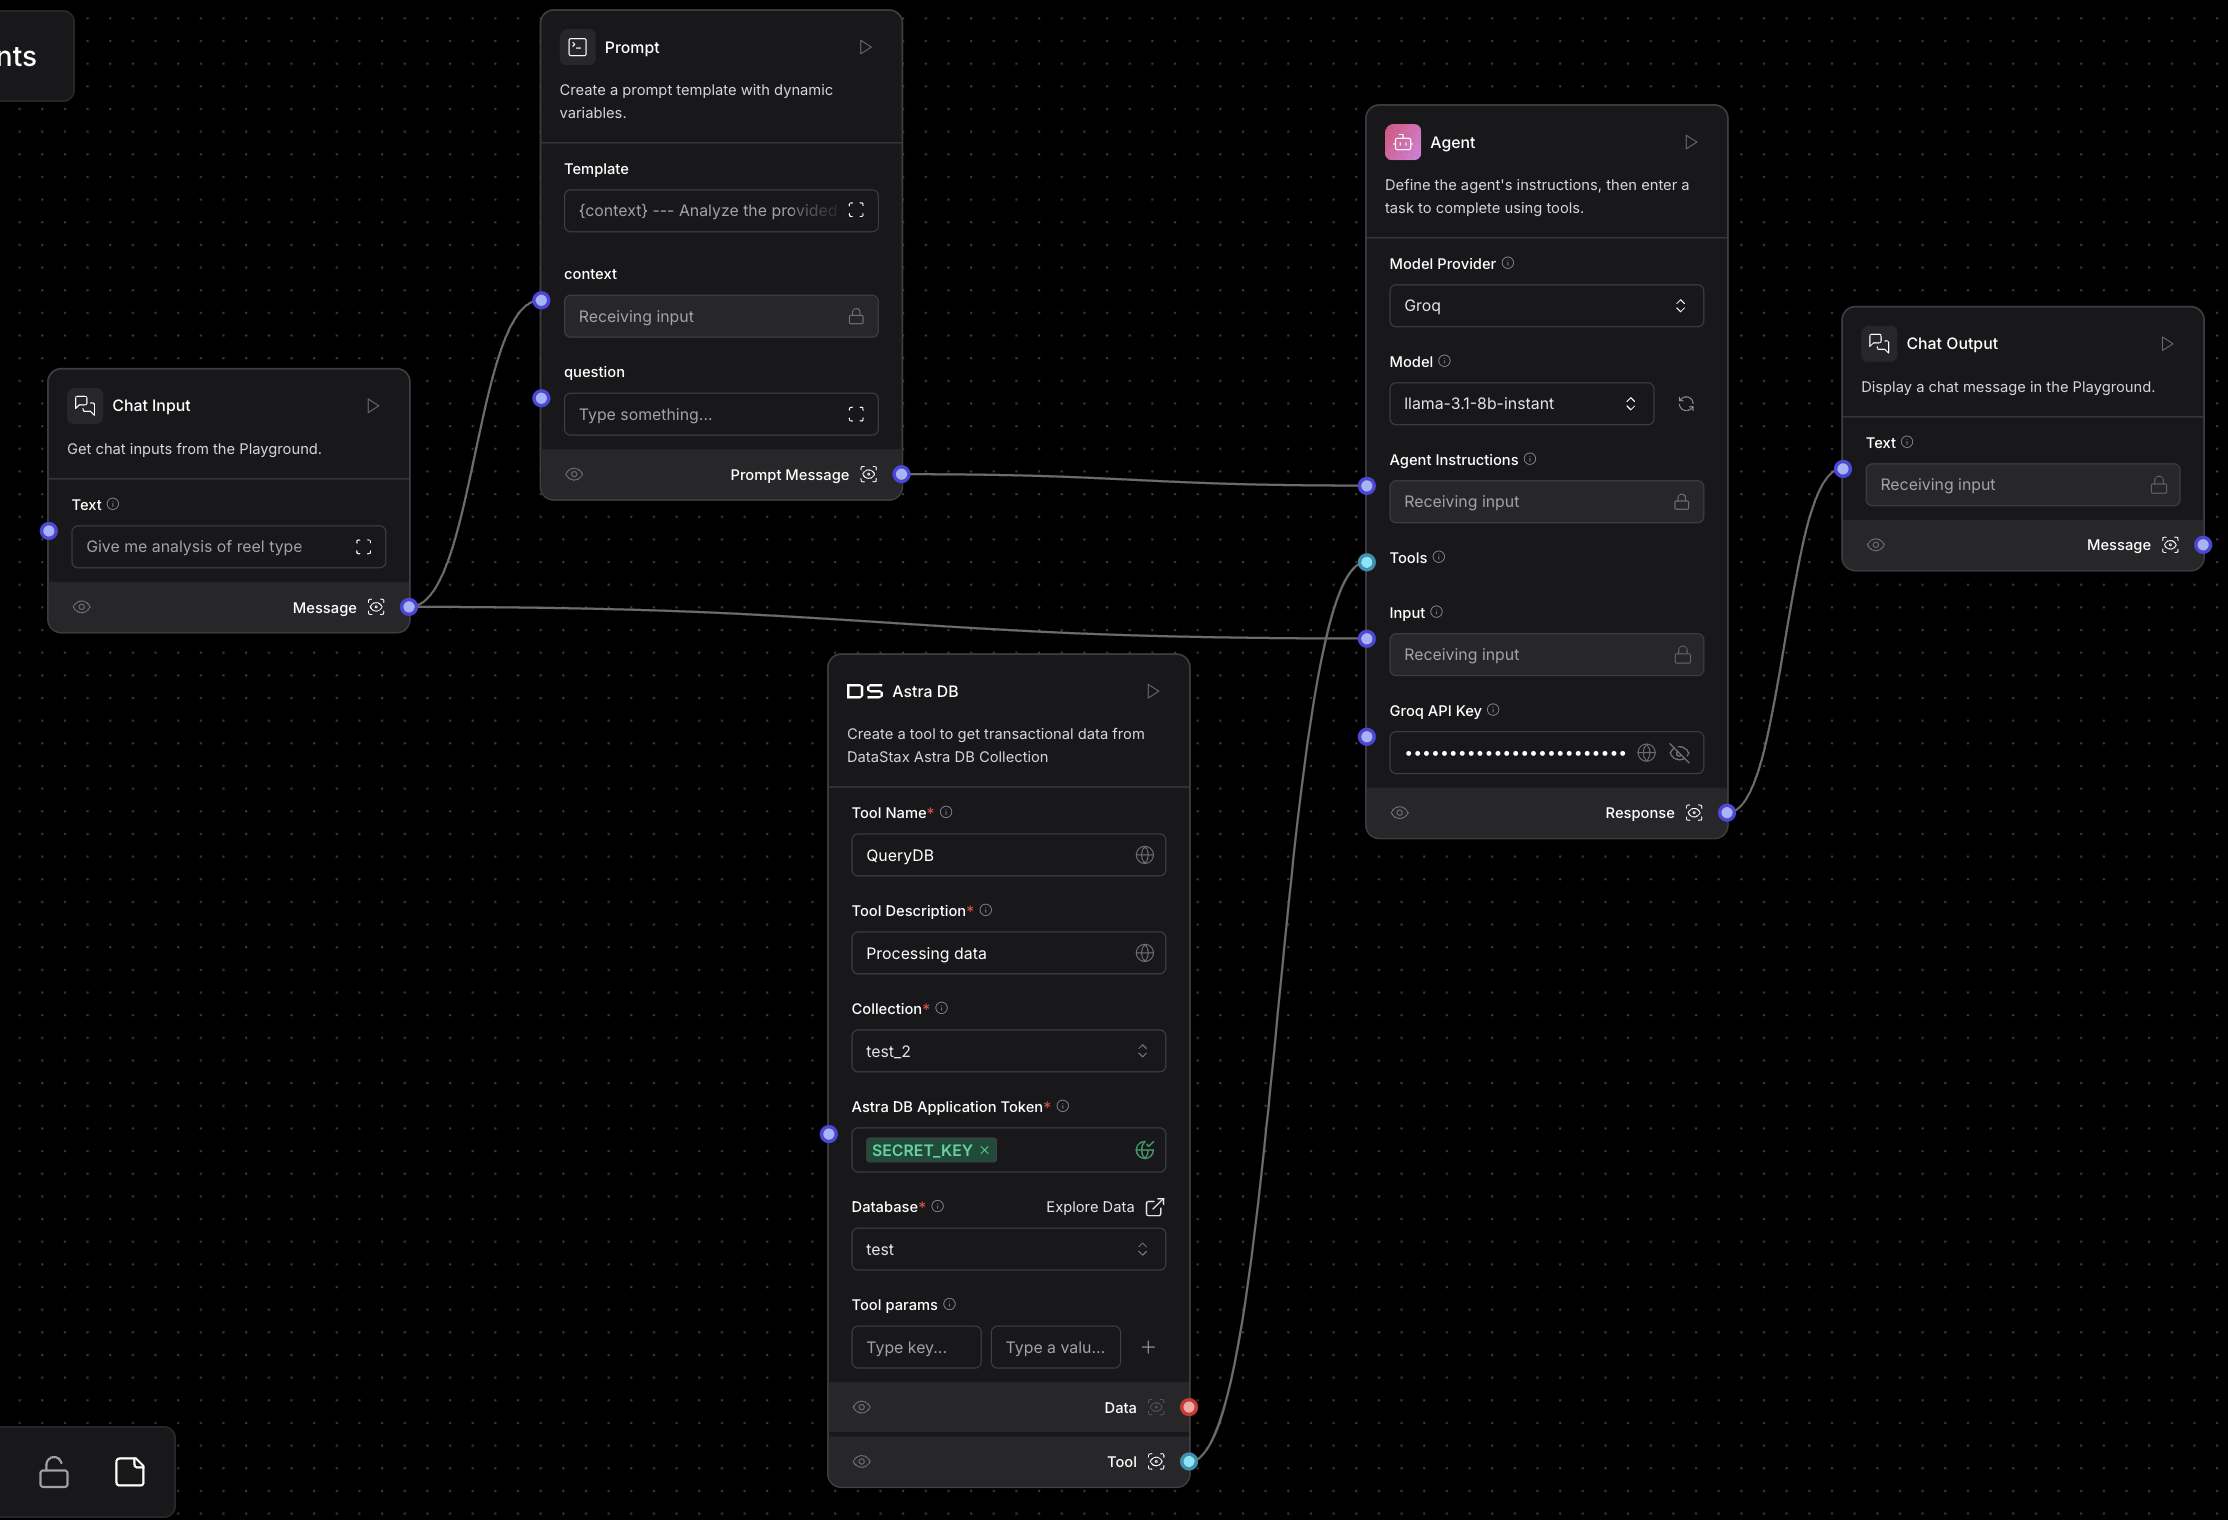 nts
Chat Input
Get chat inputs from the Playground.
Text
Give me analysis of reel type
Message
Prompt
Create a prompt template with dynamic
variables.
Template
{context} --- Analyze the provided
context
Receiving input
question
Type something...
Prompt Message
Astra DB
Create a tool to get transactional data from
DataStax Astra DB Collection
Tool Name*
QueryDB
Tool Description*
Processing data
Collection*
test_2
Astra DB Application Token*
SECRET_KEY ×
Database*
Explore Data
test
Tool params
Type key...
Type a valu...
Data
Tool
Agent
Define the agent's instructions, then enter a
task to complete using tools.
Model Provider
Groq
Model
llama-3.1-8b-instant
Agent Instructions
Receiving input
Tools
Input
Receiving input
Groq API Key
•••••••••••••••••••••••••
Response
Chat Output
Display a chat message in the Playground.
Text
Receiving input
Message